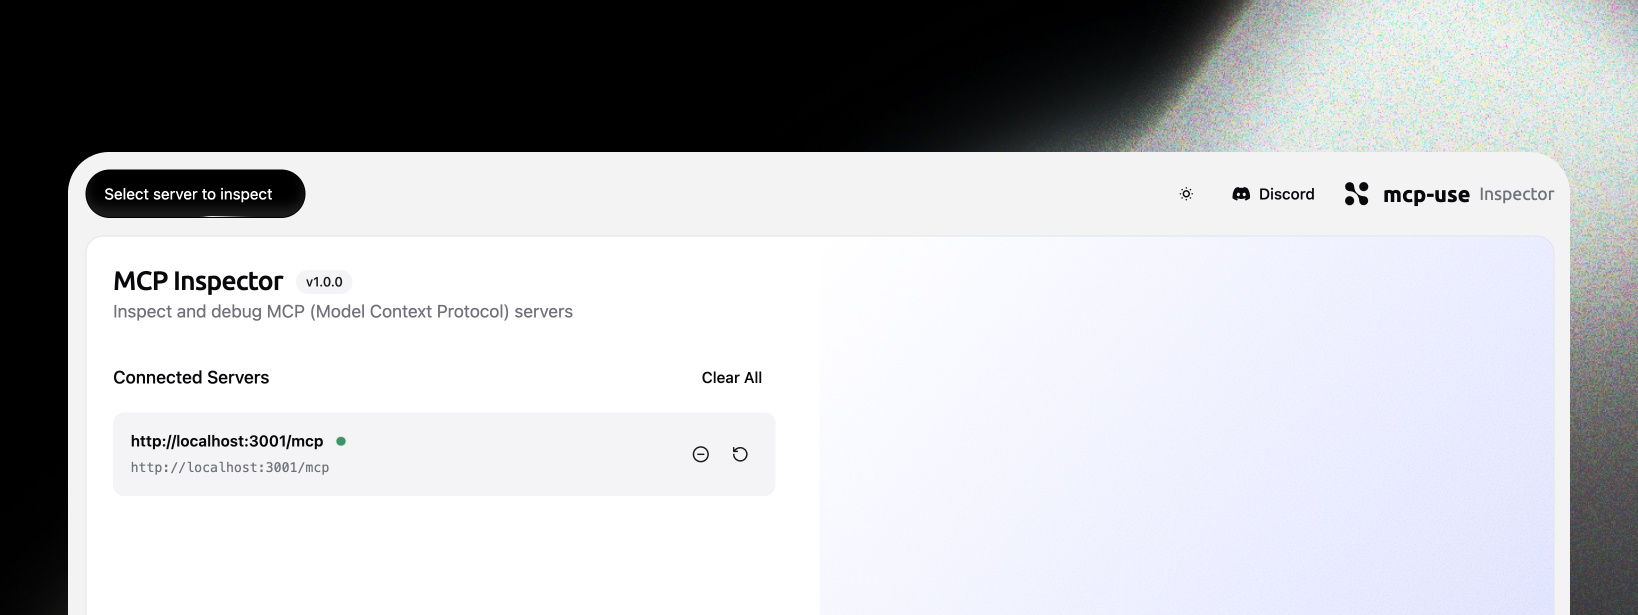 Select server to inspect
Discord
mcp-use Inspector
MCP Inspector v1.0.0
Inspect and debug MCP (Model Context Protocol) servers
Connected Servers
Clear All
http://localhost:3001/mcp
http://localhost:3001/mcp